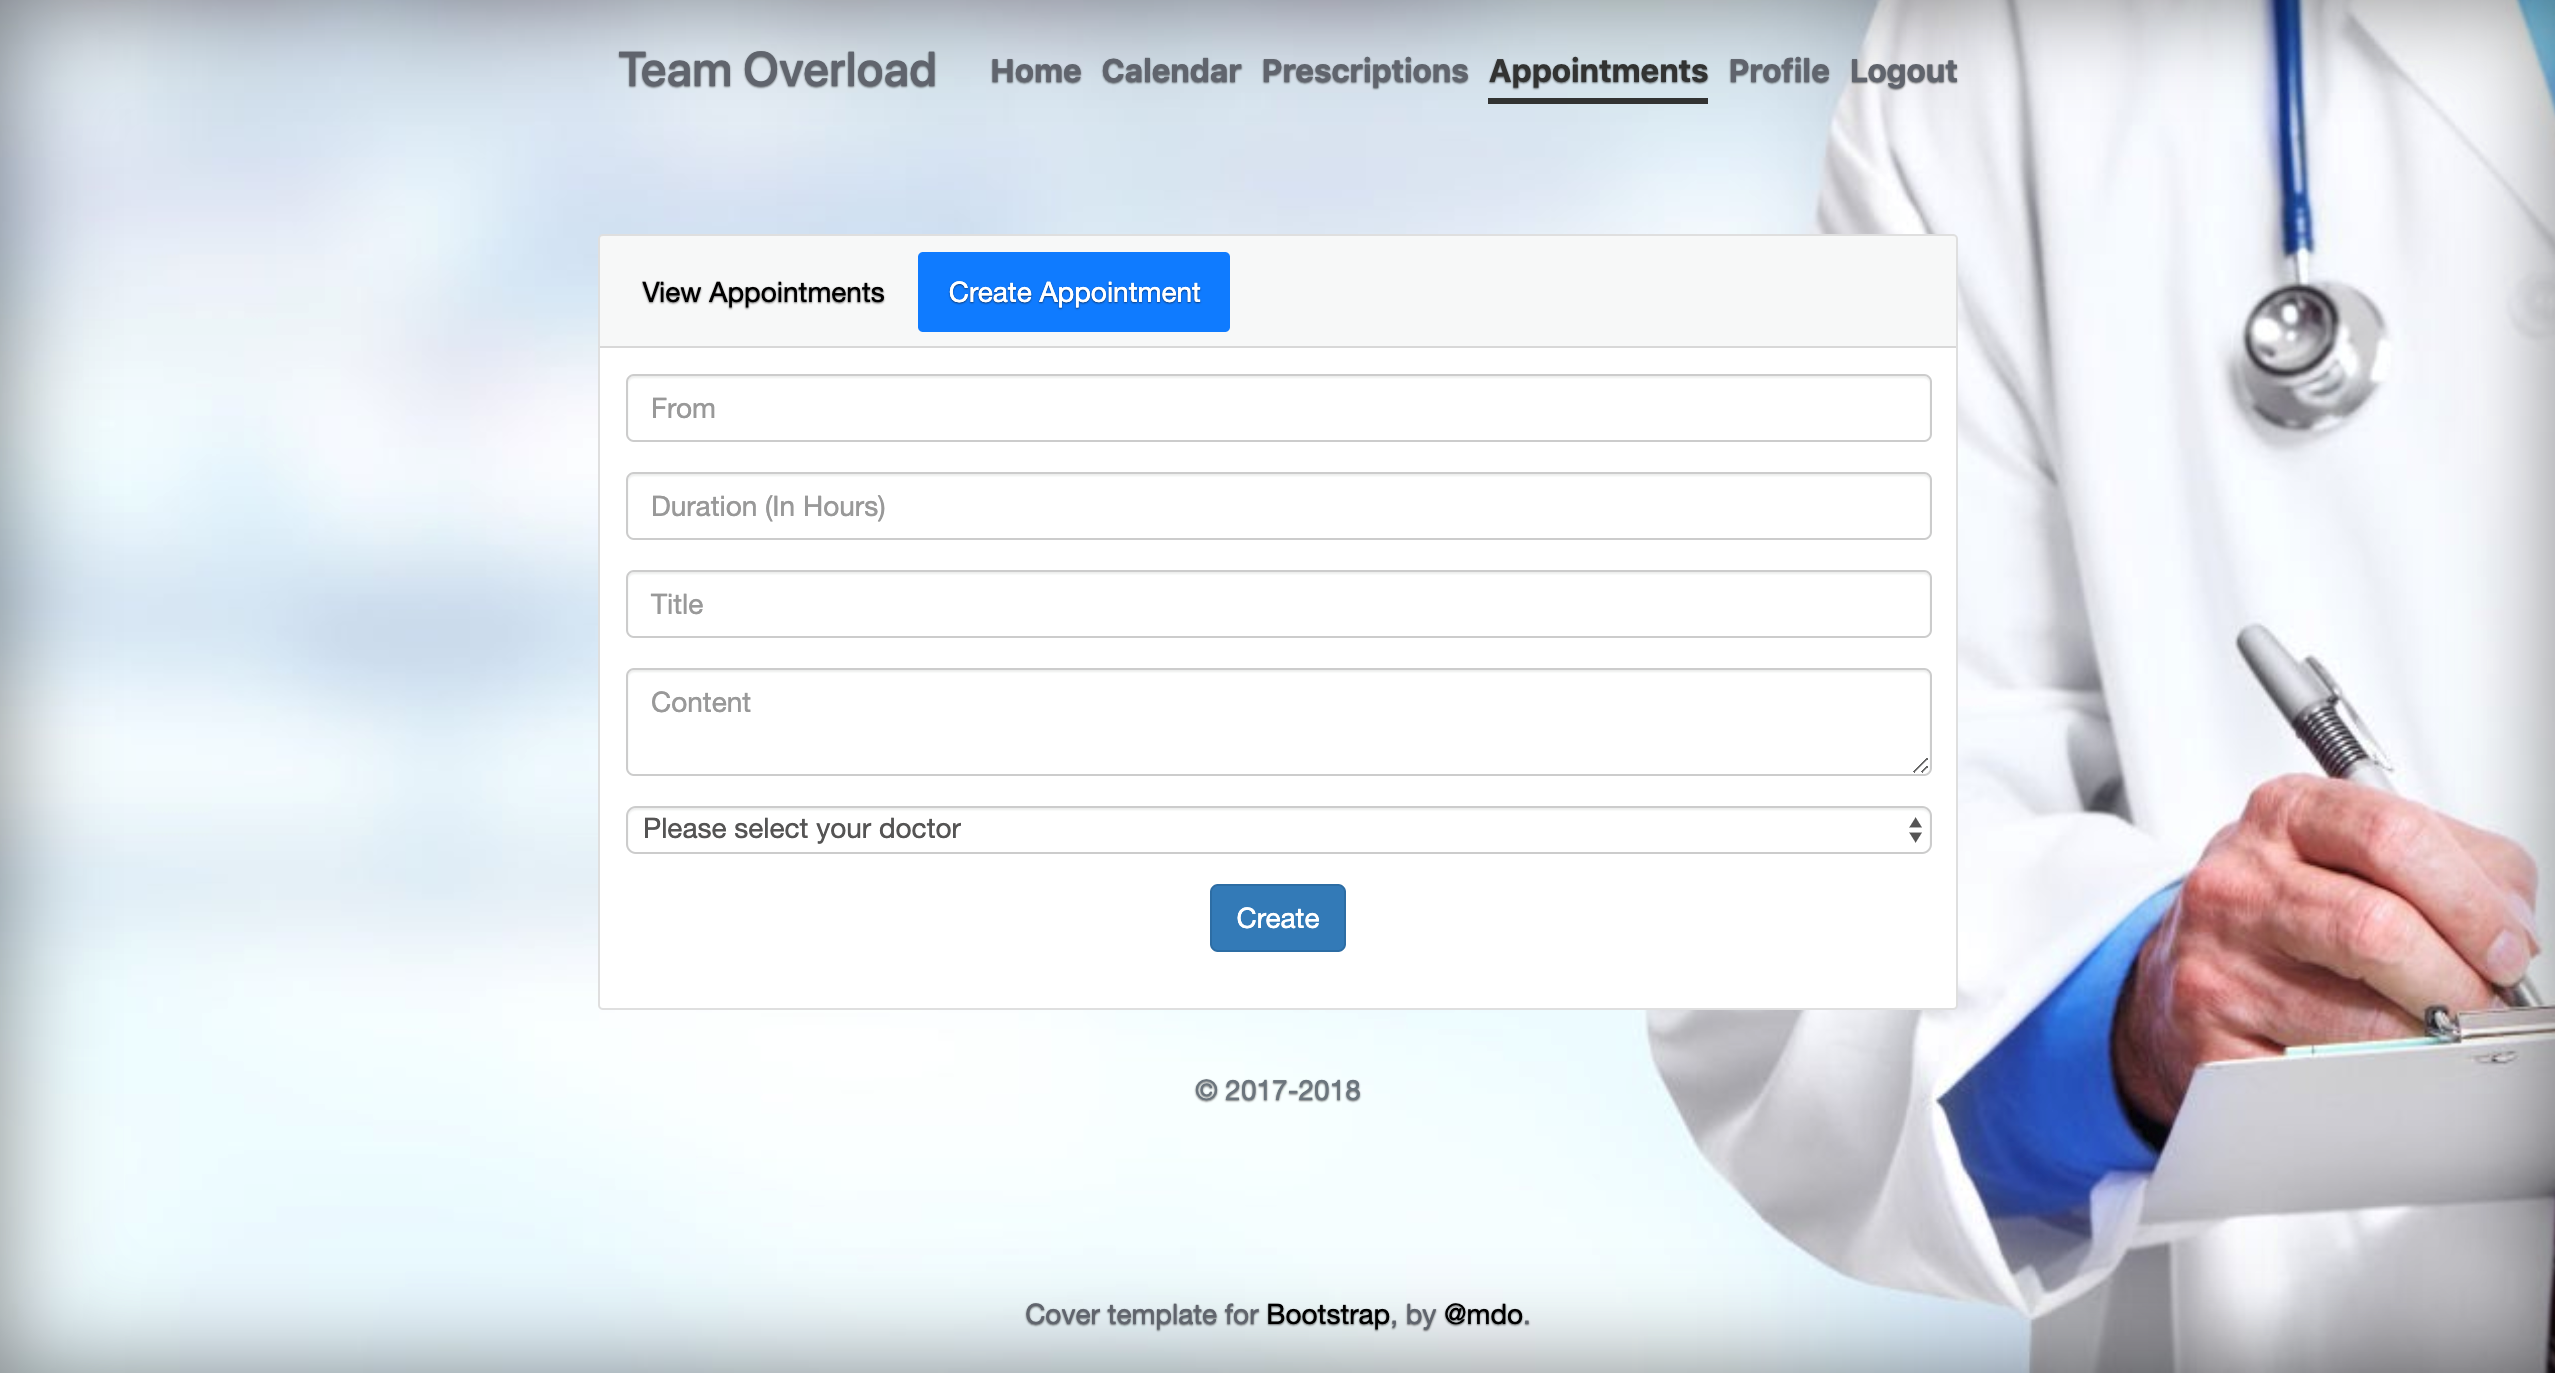 Team Overload Home Calendar Prescriptions Appointments Profile Logout
View Appointments Create Appointment
From
Duration (In Hours)
Title
Content
Please select your doctor
Create
© 2017-2018
Cover template for Bootstrap, by @mdo.